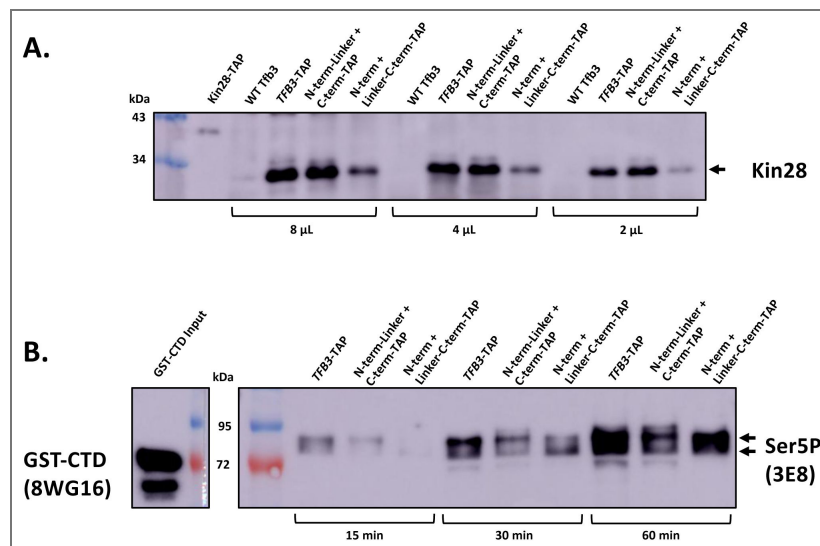 A.
kDa
43
34
Kin28-TAP
WT Tfb3
TFB3-TAP
N-term-Linker +
C-term-TAP
N-term +
Linker-C-term-TAP
WT Tfb3
TFB3-TAP
N-term-Linker +
C-term-TAP
N-term +
Linker-C-term-TAP
WT Tfb3
TFB3-TAP
N-term-Linker +
C-term-TAP
N-term +
Linker-C-term-TAP
Kin28
8 µL
4 µL
2 µL
B.
GST-CTD Input
kDa
95
72
TFB3-TAP
N-term-Linker +
C-term-TAP
N-term +
Linker-C-term-TAP
TFB3-TAP
N-term-Linker +
C-term-TAP
N-term +
Linker-C-term-TAP
TFB3-TAP
N-term-Linker +
C-term-TAP
N-term +
Linker-C-term-TAP
GST-CTD
(8WG16)
Ser5P
(3E8)
15 min
30 min
60 min